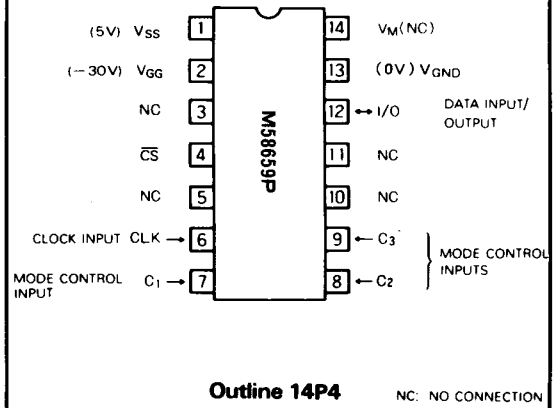 (5V) VSS 1 14 VM(NC)
(−30V) VGG 2 13 (0V) VGND
NC 3 12 ↔ I/O DATA INPUT/
OUTPUT
CS̅ 4 11 NC
NC 5 10 NC
M58659P
CLOCK INPUT CLK → 6 9 ← C3
MODE CONTROL
INPUTS
MODE CONTROL
INPUT C1 → 7 8 ← C2
Outline 14P4 NC: NO CONNECTION